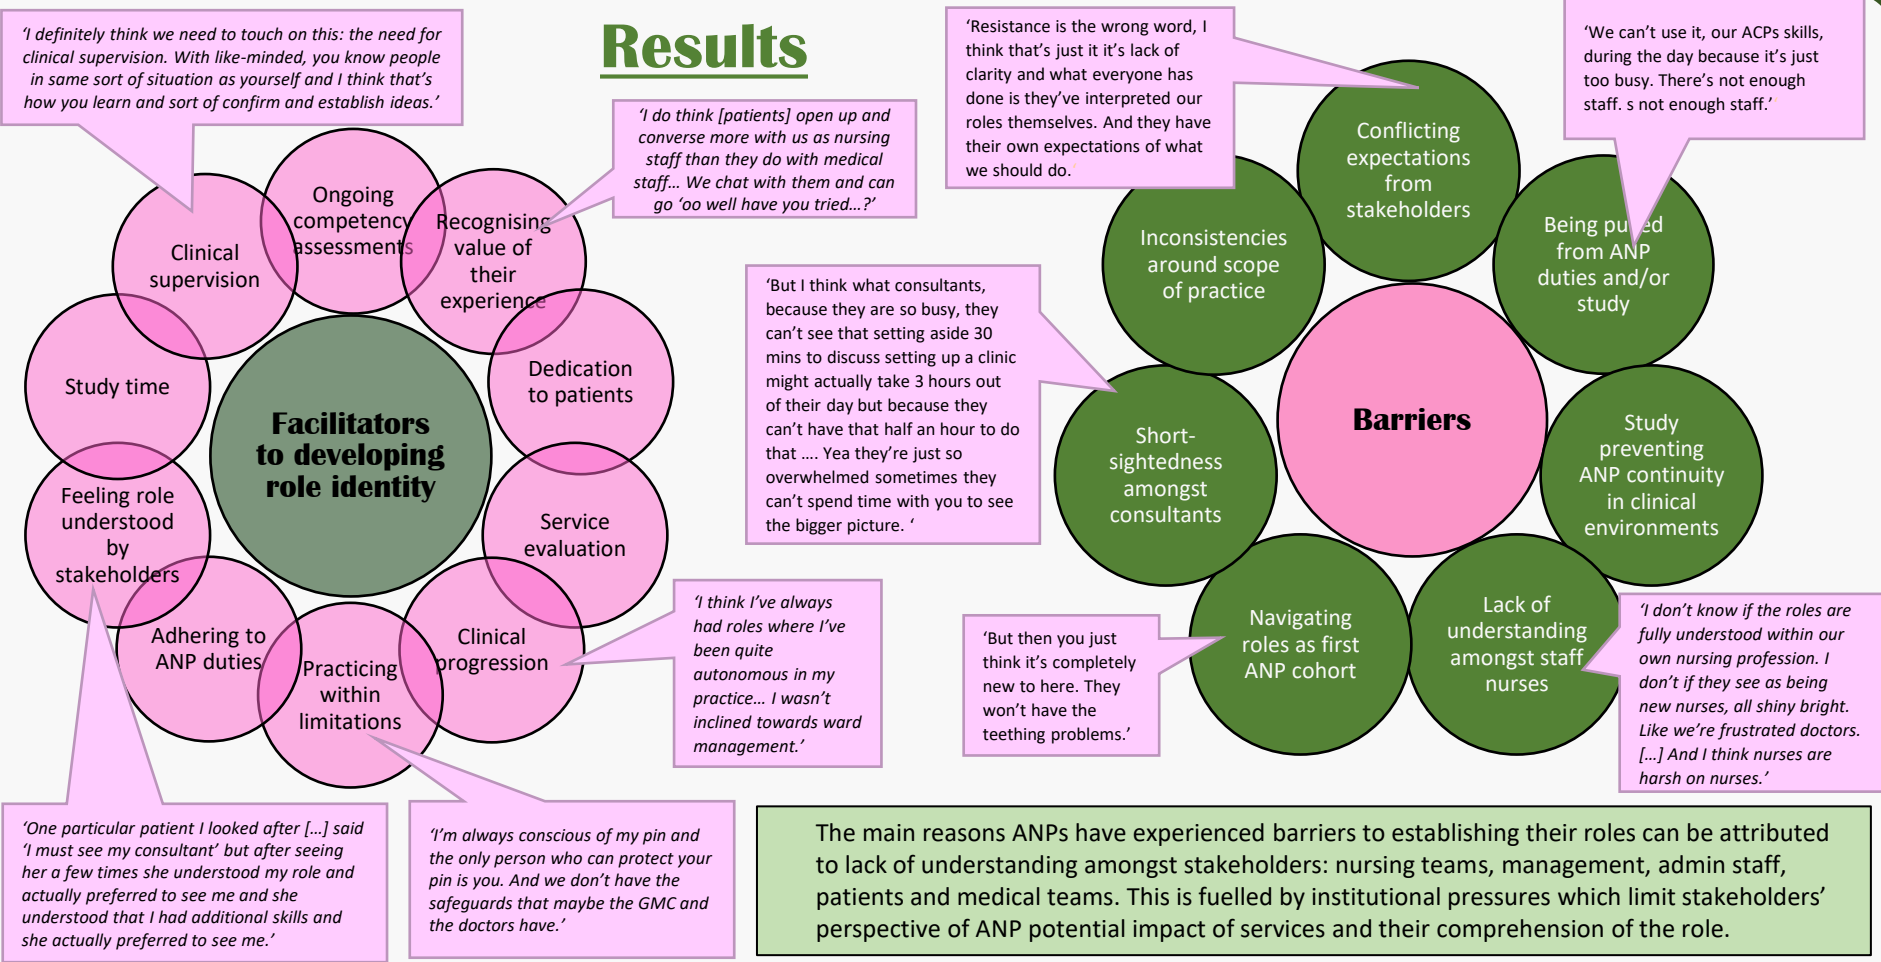 Results
‘I definitely think we need to touch on this: the need for
clinical supervision. With like-minded, you know people
in same sort of situation as yourself and I think that’s
how you learn and sort of confirm and establish ideas.’
‘I do think [patients] open up and
converse more with us as nursing
staff than they do with medical
staff… We chat with them and can
go ‘oo well have you tried…?’
Ongoing
competency
assessments
Recognising
value of
their
experience
Clinical
supervision
Dedication
to patients
Study time
Facilitators
to developing
role identity
Service
evaluation
Feeling role
understood
by
stakeholders
Clinical
progression
Adhering to
ANP duties
Practicing
within
limitations
‘I think I’ve always
had roles where I’ve
been quite
autonomous in my
practice… I wasn’t
inclined towards ward
management.’
‘One particular patient I looked after […] said
‘I must see my consultant’ but after seeing
her a few times she understood my role and
actually preferred to see me and she
understood that I had additional skills and
she actually preferred to see me.’
‘I’m always conscious of my pin and
the only person who can protect your
pin is you. And we don’t have the
safeguards that maybe the GMC and
the doctors have.’
‘Resistance is the wrong word, I
think that’s just it it’s lack of
clarity and what everyone has
done is they’ve interpreted our
roles themselves. And they have
their own expectations of what
we should do.
‘We can’t use it, our ACPs skills,
during the day because it’s just
too busy. There’s not enough
staff. s not enough staff.’
Conflicting
expectations
from
stakeholders
Being pulled
from ANP
duties and/or
study
Inconsistencies
around scope
of practice
‘But I think what consultants,
because they are so busy, they
can’t see that setting aside 30
mins to discuss setting up a clinic
might actually take 3 hours out
of their day but because they
can’t have that half an hour to do
that …. Yea they’re just so
overwhelmed sometimes they
can’t spend time with you to see
the bigger picture. ‘
Barriers
Short-
sightedness
amongst
consultants
Study
preventing
ANP continuity
in clinical
environments
Navigating
roles as first
ANP cohort
Lack of
understanding
amongst staff
nurses
‘But then you just
think it’s completely
new to here. They
won’t have the
teething problems.’
‘I don’t know if the roles are
fully understood within our
own nursing profession. I
don’t if they see as being
new nurses, all shiny bright.
Like we’re frustrated doctors.
[…] And I think nurses are
harsh on nurses.’
The main reasons ANPs have experienced barriers to establishing their roles can be attributed
to lack of understanding amongst stakeholders: nursing teams, management, admin staff,
patients and medical teams. This is fuelled by institutional pressures which limit stakeholders’
perspective of ANP potential impact of services and their comprehension of the role.